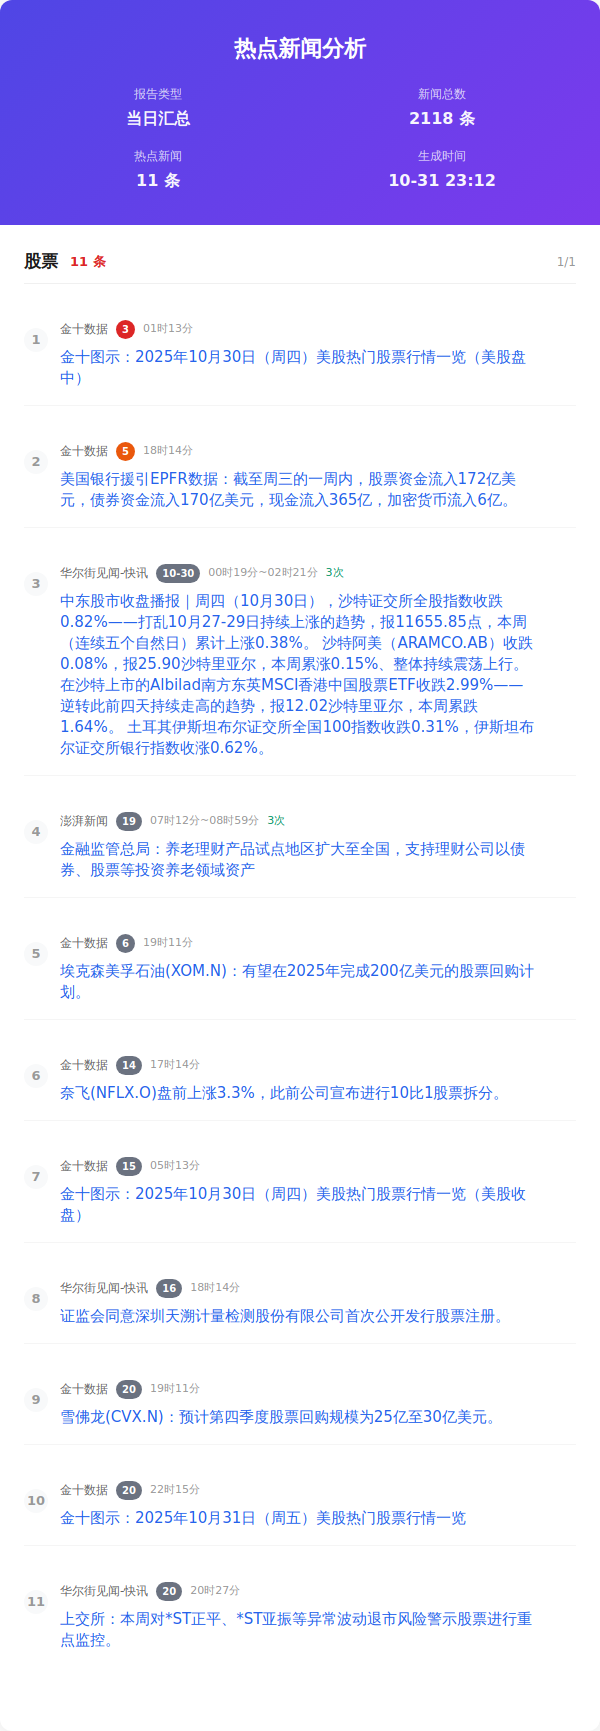 热点新闻分析
报告类型
新闻总数
当日汇总
2118 条
热点新闻
生成时间
11 条
10-31 23:12
股票 11 条 1/1
1
金十数据 3 01时13分
金十图示：2025年10月30日（周四）美股热门股票行情一览（美股盘
中）
2
金十数据 5 18时14分
美国银行援引EPFR数据：截至周三的一周内，股票资金流入172亿美
元，债券资金流入170亿美元，现金流入365亿，加密货币流入6亿。
3
华尔街见闻-快讯 10-30 00时19分~02时21分 3次
中东股市收盘播报｜周四（10月30日），沙特证交所全股指数收跌
0.82%——打乱10月27-29日持续上涨的趋势，报11655.85点，本周
（连续五个自然日）累计上涨0.38%。 沙特阿美（ARAMCO.AB）收跌
0.08%，报25.90沙特里亚尔，本周累涨0.15%、整体持续震荡上行。
在沙特上市的Albilad南方东英MSCI香港中国股票ETF收跌2.99%——
逆转此前四天持续走高的趋势，报12.02沙特里亚尔，本周累跌
1.64%。 土耳其伊斯坦布尔证交所全国100指数收跌0.31%，伊斯坦布
尔证交所银行指数收涨0.62%。
4
澎湃新闻 19 07时12分~08时59分 3次
金融监管总局：养老理财产品试点地区扩大至全国，支持理财公司以债
券、股票等投资养老领域资产
5
金十数据 6 19时11分
埃克森美孚石油(XOM.N)：有望在2025年完成200亿美元的股票回购计
划。
6
金十数据 14 17时14分
奈飞(NFLX.O)盘前上涨3.3%，此前公司宣布进行10比1股票拆分。
7
金十数据 15 05时13分
金十图示：2025年10月30日（周四）美股热门股票行情一览（美股收
盘）
8
华尔街见闻-快讯 16 18时14分
证监会同意深圳天溯计量检测股份有限公司首次公开发行股票注册。
9
金十数据 20 19时11分
雪佛龙(CVX.N)：预计第四季度股票回购规模为25亿至30亿美元。
10
金十数据 20 22时15分
金十图示：2025年10月31日（周五）美股热门股票行情一览
11
华尔街见闻-快讯 20 20时27分
上交所：本周对*ST正平、*ST亚振等异常波动退市风险警示股票进行重
点监控。